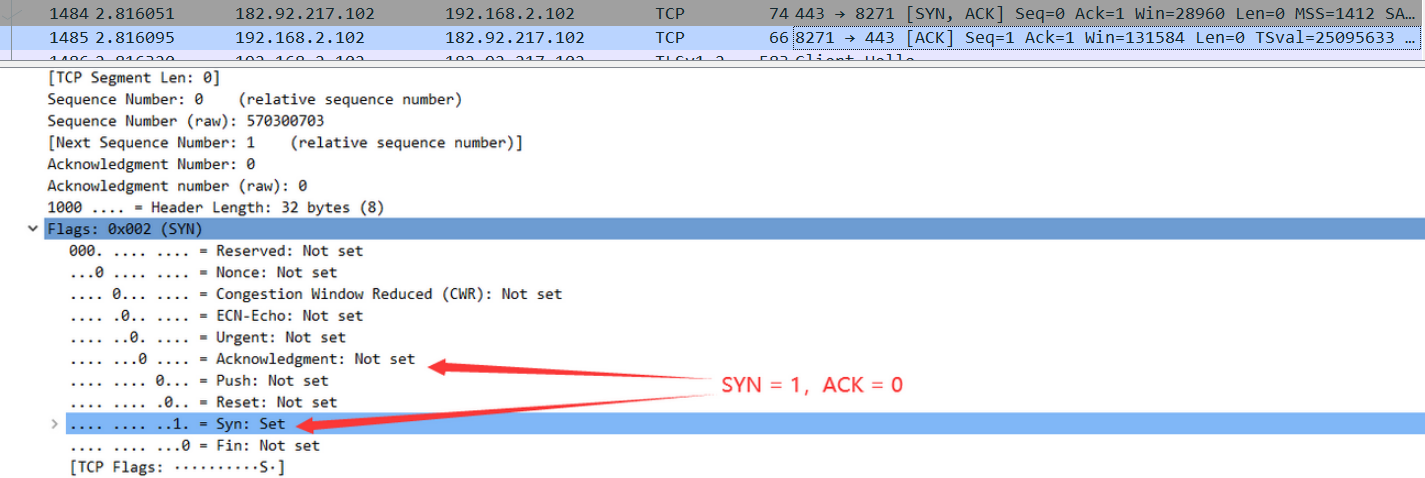 1484 2.816051 182.92.217.102 192.168.2.102 TCP 74 443 → 8271 [SYN, ACK] Seq=0 Ack=1 Win=28960 Len=0 MSS=1412 SA…
1485 2.816095 192.168.2.102 182.92.217.102 TCP 66 8271 → 443 [ACK] Seq=1 Ack=1 Win=131584 Len=0 TSval=25095633 …
[TCP Segment Len: 0]
Sequence Number: 0    (relative sequence number)
Sequence Number (raw): 570300703
[Next Sequence Number: 1    (relative sequence number)]
Acknowledgment Number: 0
Acknowledgment number (raw): 0
1000 .... = Header Length: 32 bytes (8)
Flags: 0x002 (SYN)
000. .... .... = Reserved: Not set
...0 .... .... = Nonce: Not set
.... 0... .... = Congestion Window Reduced (CWR): Not set
.... .0.. .... = ECN-Echo: Not set
.... ..0. .... = Urgent: Not set
.... ...0 .... = Acknowledgment: Not set
.... .... 0... = Push: Not set
SYN = 1, ACK = 0
.... .... .0.. = Reset: Not set
.... .... ..1. = Syn: Set
.... .... ...0 = Fin: Not set
[TCP Flags: ··········S·]